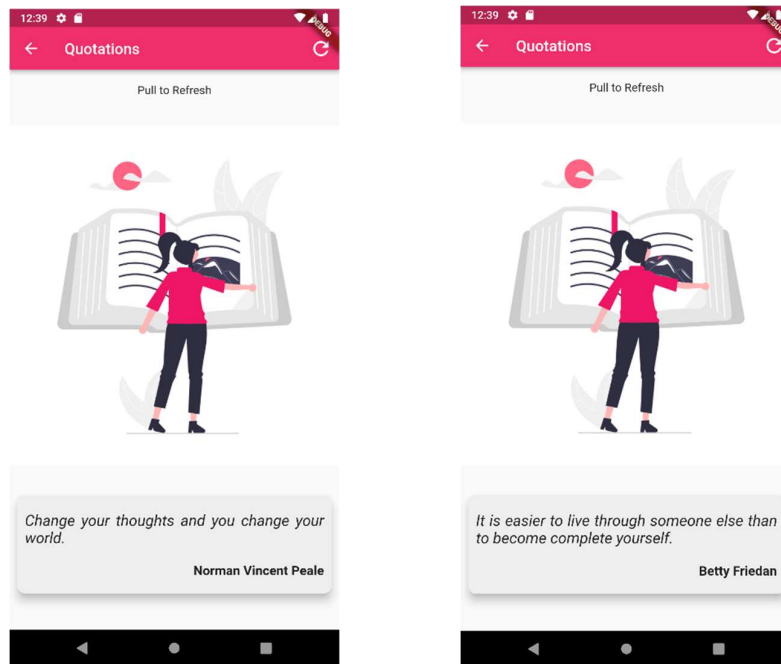 12:39
DEBUG
Quotations
Pull to Refresh
Change your thoughts and you change your
world.
Norman Vincent Peale
12:39
DEBUG
Quotations
Pull to Refresh
It is easier to live through someone else than
to become complete yourself.
Betty Friedan